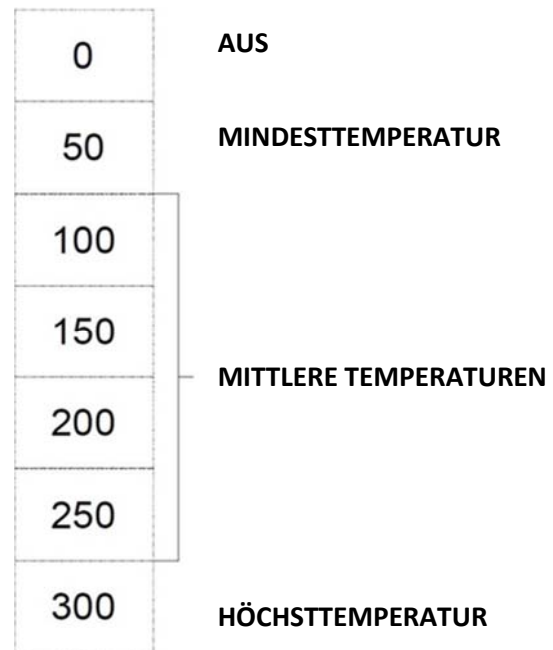 0 AUS
50 MINDESTTEMPERATUR
100
150
MITTLERE TEMPERATUREN
200
250
300 HÖCHSTTEMPERATUR